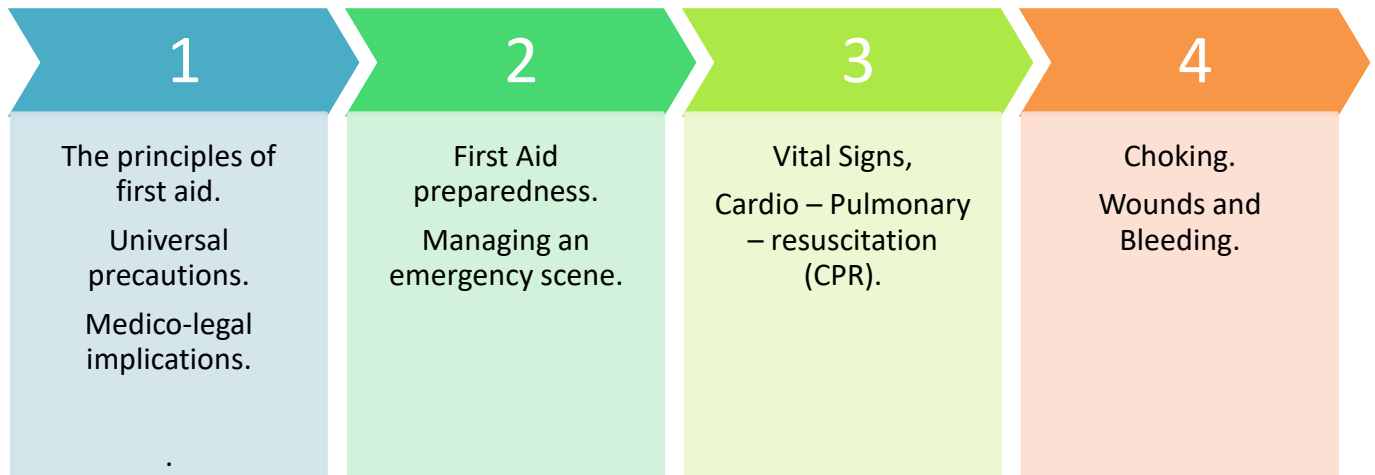 1
The principles of
first aid.
Universal
precautions.
Medico-legal
implications.
.
2
First Aid
preparedness.
Managing an
emergency scene.
3
Vital Signs,
Cardio – Pulmonary
– resuscitation
(CPR).
4
Choking.
Wounds and
Bleeding.